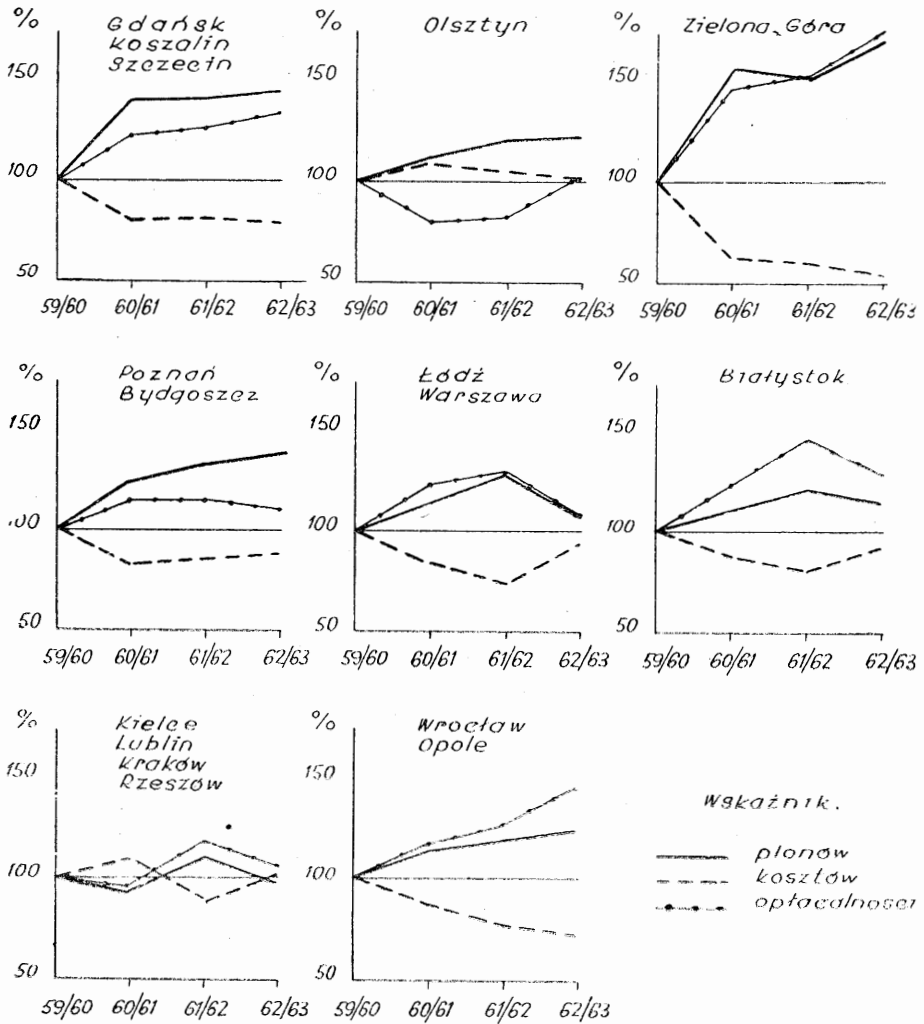 %
Gdańsk
Koszalin
Szczecin
150
100
50
59/60 60/61 61/62 62/63
%
Olsztyn
150
100
50
59/60 60/61 61/62 62/63
%
Zielona Góra
150
100
50
59/60 60/61 61/62 62/63
%
Poznań
Bydgoszcz
150
100
50
59/60 60/61 61/62 62/63
%
Łódź
Warszawa
150
100
50
59/60 60/61 61/62 62/63
%
Białystok
150
100
50
59/60 60/61 61/62 62/63
%
Kielce
Lublin
Kraków
Rzeszów
150
100
50
59/60 60/61 61/62 62/63
%
Wrocław
Opole
150
100
50
59/60 60/61 61/62 62/63
Wskaźnik.
plonów
kosztów
opłacalności